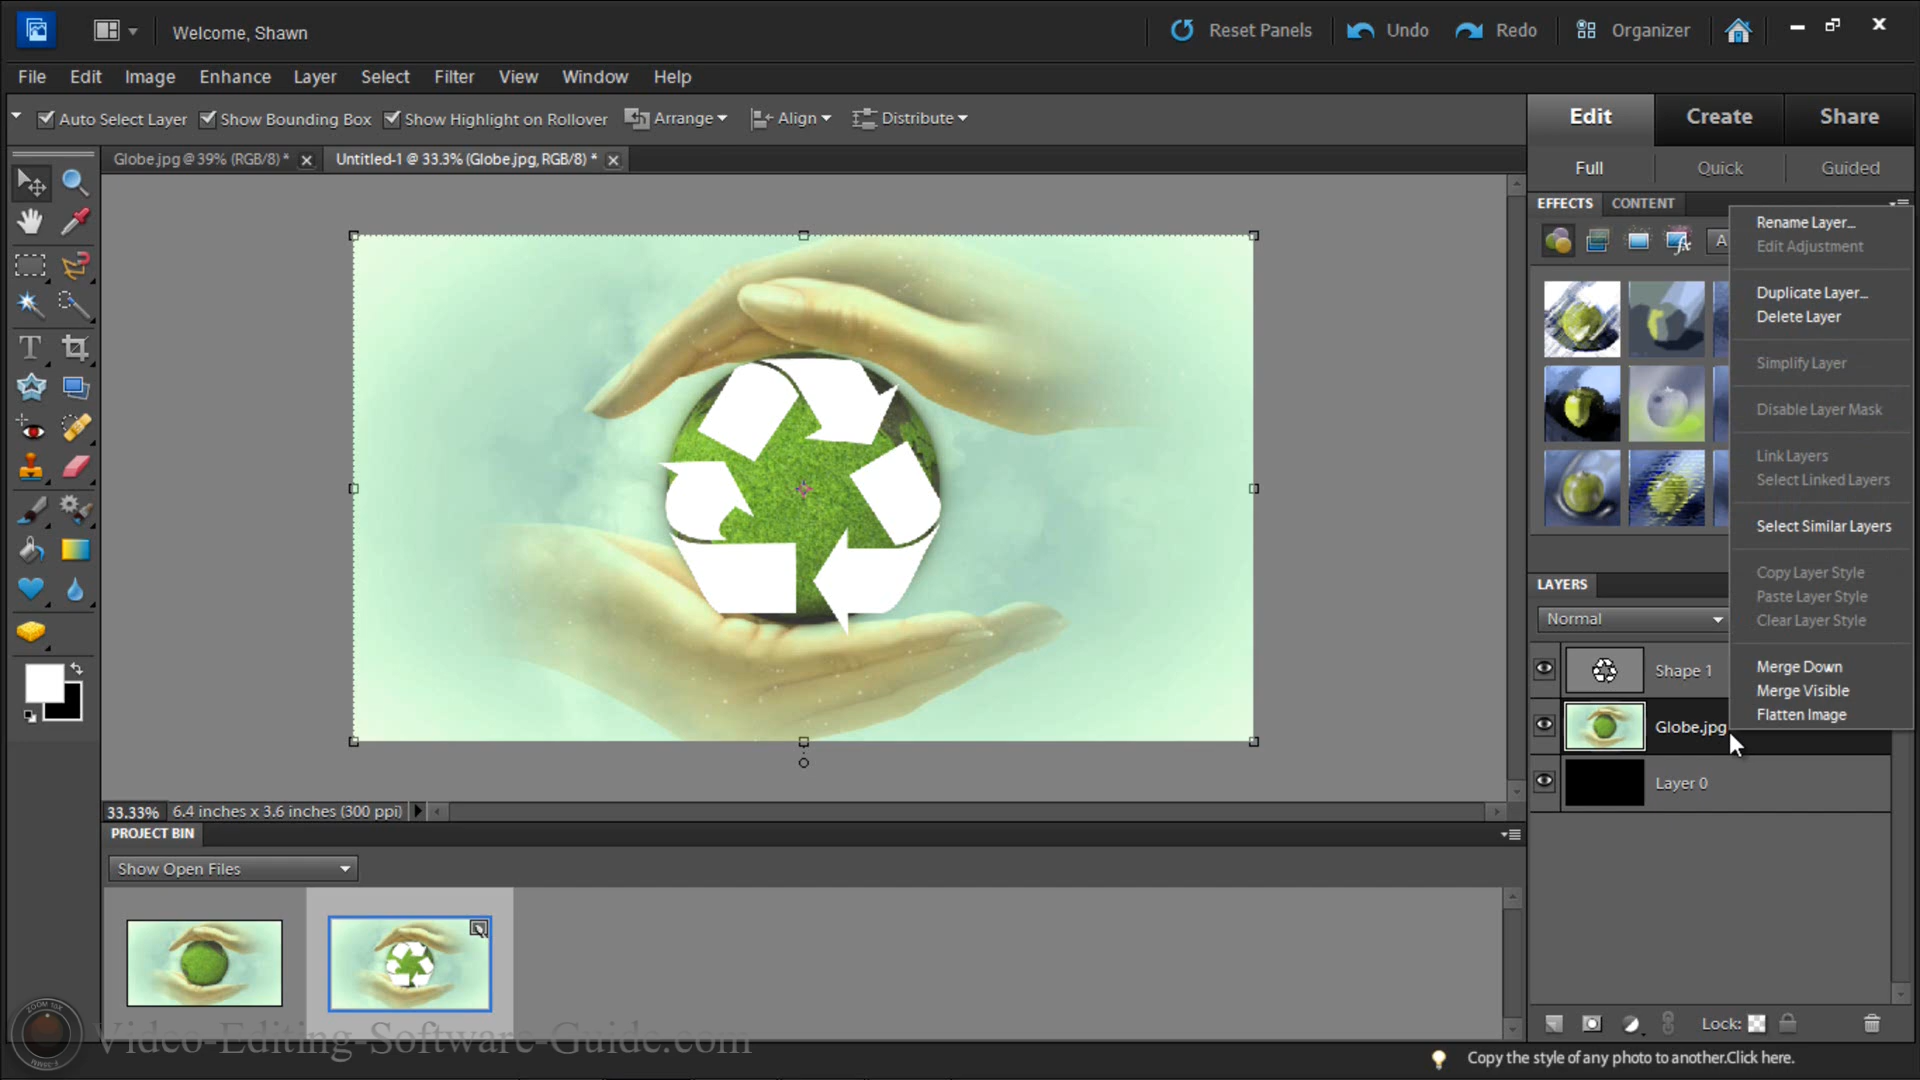 Welcome, Shawn
Reset Panels
Undo
Redo
Organizer
File Edit Image Enhance Layer Select Filter View Window Help
Auto Select Layer
Show Bounding Box
Show Highlight on Rollover
Arrange
Align
Distribute
Edit
Create
Share
Globe.jpg @ 39% (RGB/8) *
Untitled-1 @ 33.3% (Globe.jpg, RGB/8) *
Full
Quick
Guided
EFFECTS
CONTENT
A
Rename Layer...
Edit Adjustment
Duplicate Layer...
Delete Layer
Simplify Layer
Disable Layer Mask
Link Layers
Select Linked Layers
Select Similar Layers
Copy Layer Style
Paste Layer Style
Clear Layer Style
Merge Down
Merge Visible
Flatten Image
LAYERS
Normal
Shape 1
Globe.jpg
Layer 0
Lock:
33.33%
6.4 inches x 3.6 inches (300 ppi)
PROJECT BIN
Show Open Files
Video-Editing-Software-Guide.com
Copy the style of any photo to another.Click here.